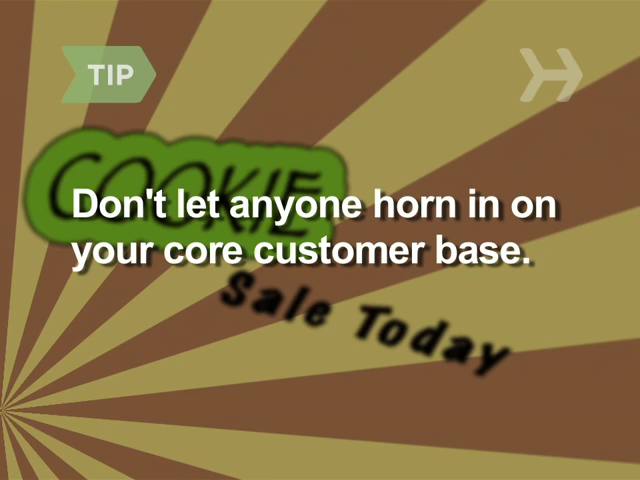 TIP
COOKIE
Don't let anyone horn in on
your core customer base.
Sale Today